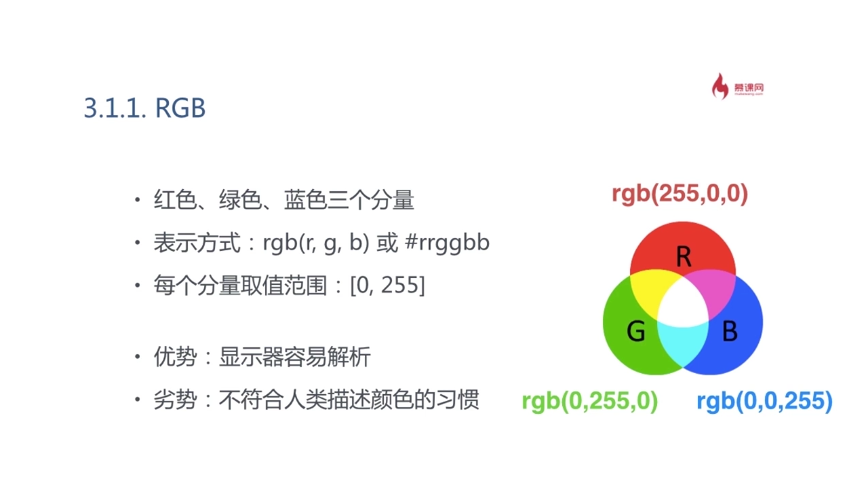 慕课网
3.1.1. RGB
• 红色、绿色、蓝色三个分量
• 表示方式：rgb(r, g, b) 或 #rrggbb
• 每个分量取值范围：[0, 255]
• 优势：显示器容易解析
• 劣势：不符合人类描述颜色的习惯
rgb(255,0,0)
R
G
B
rgb(0,255,0)
rgb(0,0,255)